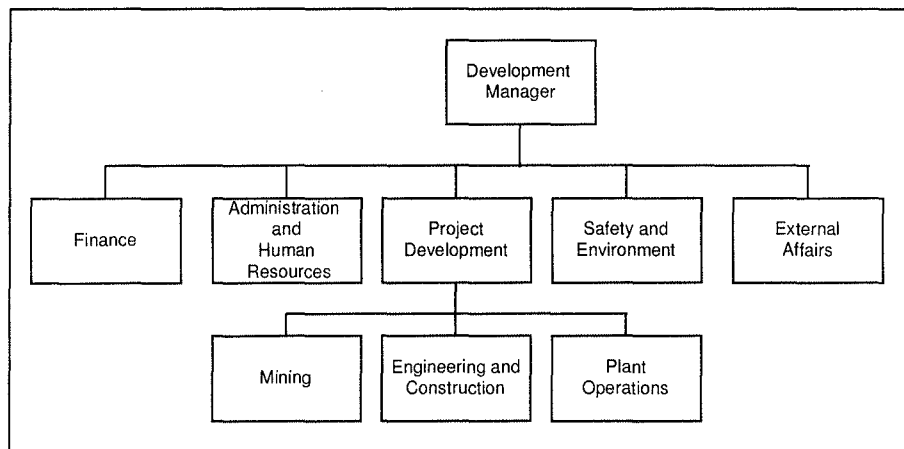 Development
Manager
Finance
Administration
and
Human
Resources
Project
Development
Safety and
Environment
External
Affairs
Mining
Engineering and
Construction
Plant
Operations